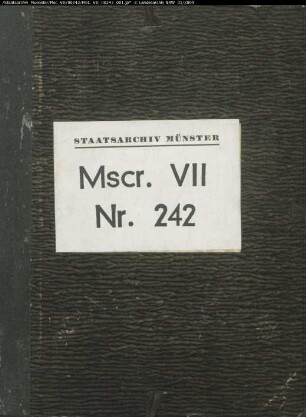 STAATSARCHIV MÜNSTER
Mscr. VII
Nr. 242